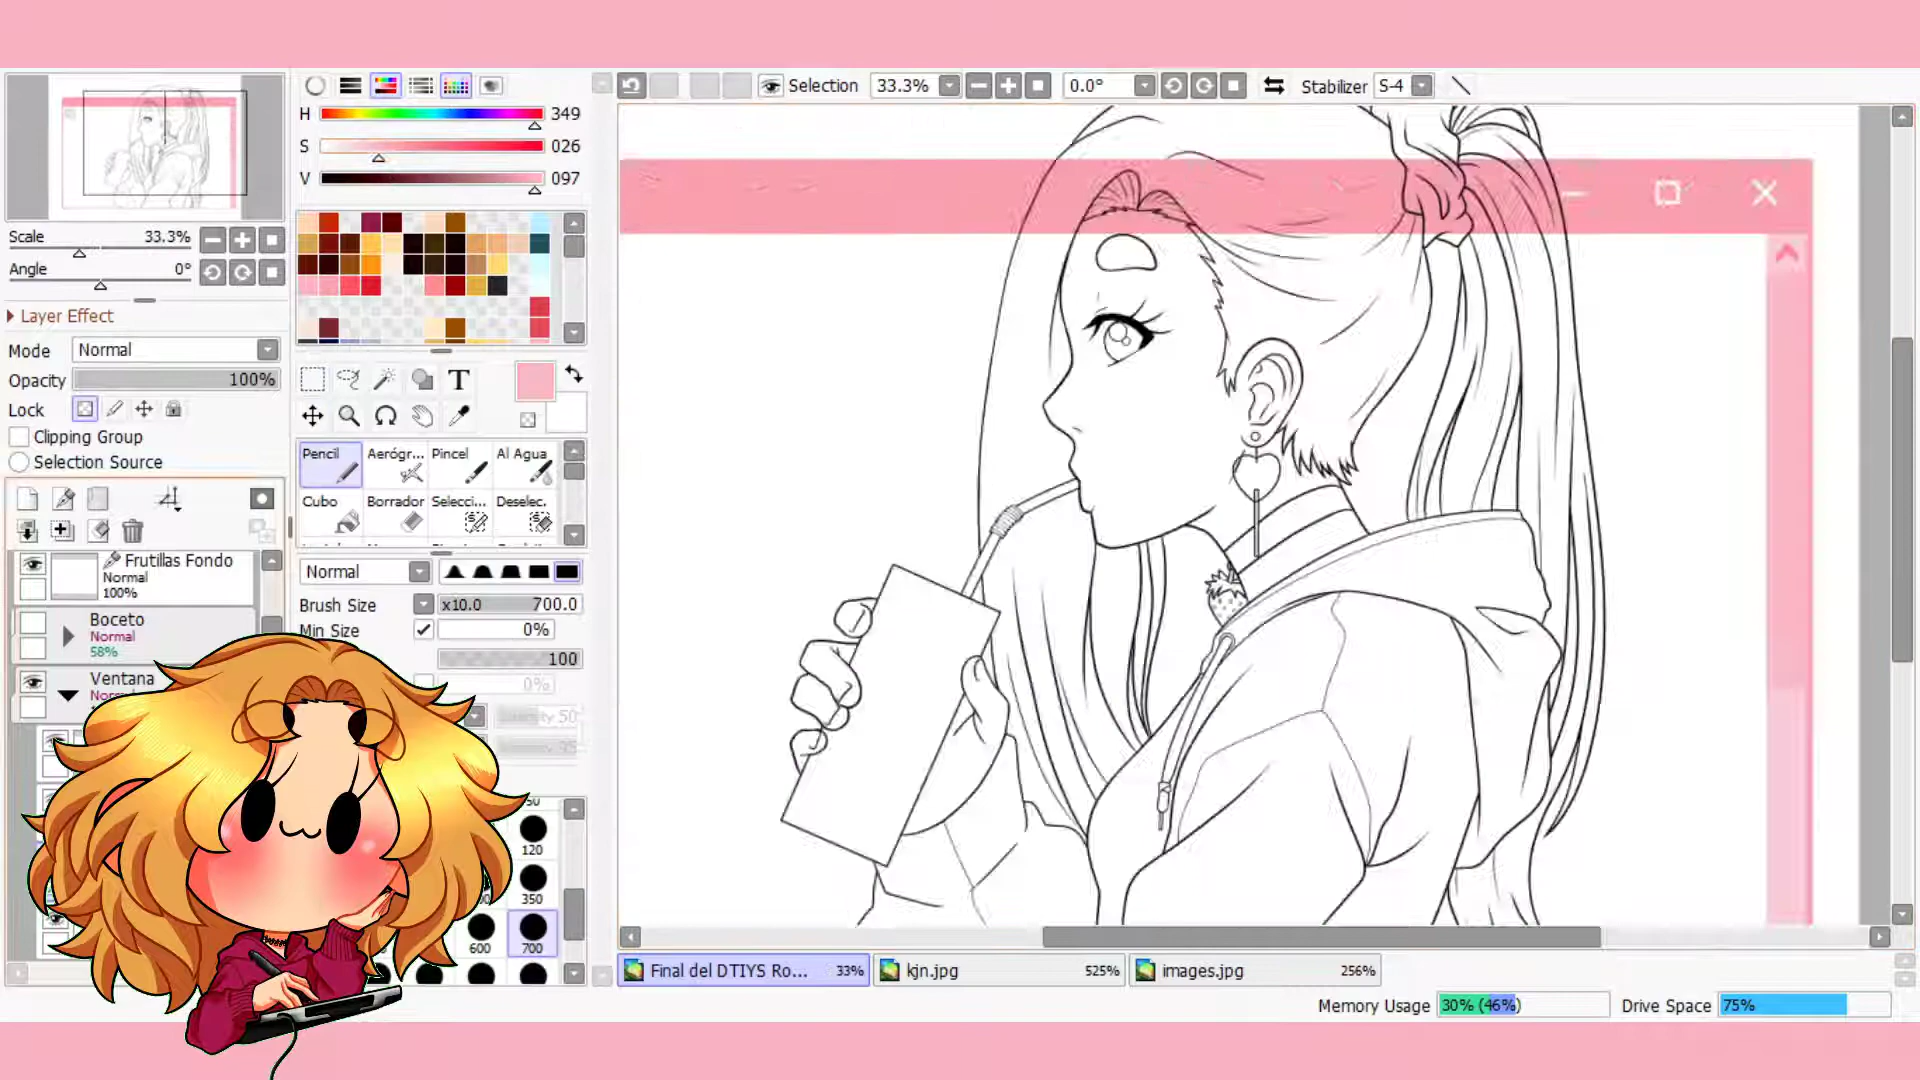 Selection 33.3% 0.0° Stabilizer S-4
H 349
S 026
V 097
Scale 33.3%
Angle 0°
Layer Effect
Mode Normal
Opacity 100%
Lock
Clipping Group
Selection Source
T
Pencil Aerógr... Pincel Al Agua
Cubo Borrador Selecci... Deselec.
Normal
Brush Size x10.0 700.0
Min Size 0%
100
0%
50
95
Frutillas Fondo
Normal
100%
Boceto
Normal
58%
Ventana
50
120
350
600 700
Final del DTIYS Ro... 33% kjn.jpg 525% images.jpg 256%
Memory Usage 30% (46%) Drive Space 75%